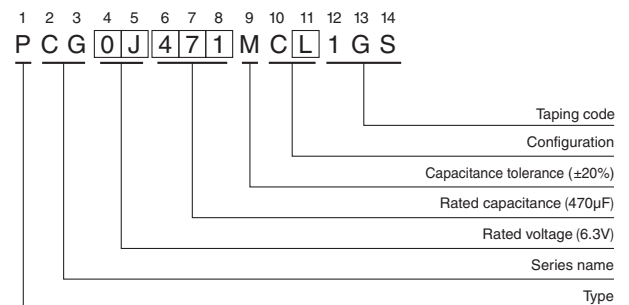 1 2 3 4 5 6 7 8 9 10 11 12 13 14
P C G 0 J 4 7 1 M C L 1 G S
Taping code
Configuration
Capacitance tolerance (±20%)
Rated capacitance (470µF)
Rated voltage (6.3V)
Series name
Type